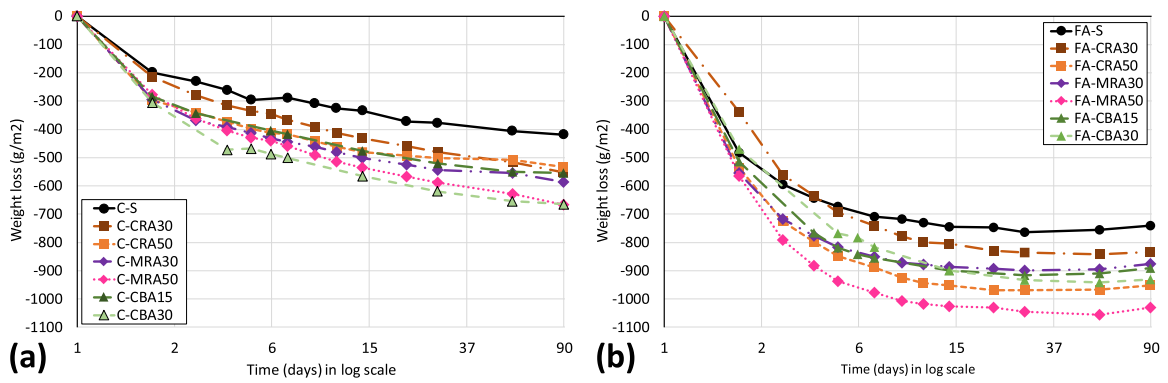 0
-100
-200
-300
-400
-500
-600
-700
-800
-900
-1000
-1100
Weight loss (g/m2)
C-S
C-CRA30
C-CRA50
C-MRA30
C-MRA50
C-CBA15
C-CBA30
1 2 6 15 37 90
Time (days) in log scale
(a)
0
-100
-200
-300
-400
-500
-600
-700
-800
-900
-1000
-1100
Weight loss (g/m2)
FA-S
FA-CRA30
FA-CRA50
FA-MRA30
FA-MRA50
FA-CBA15
FA-CBA30
1 2 6 15 37 90
Time (days) in log scale
(b)